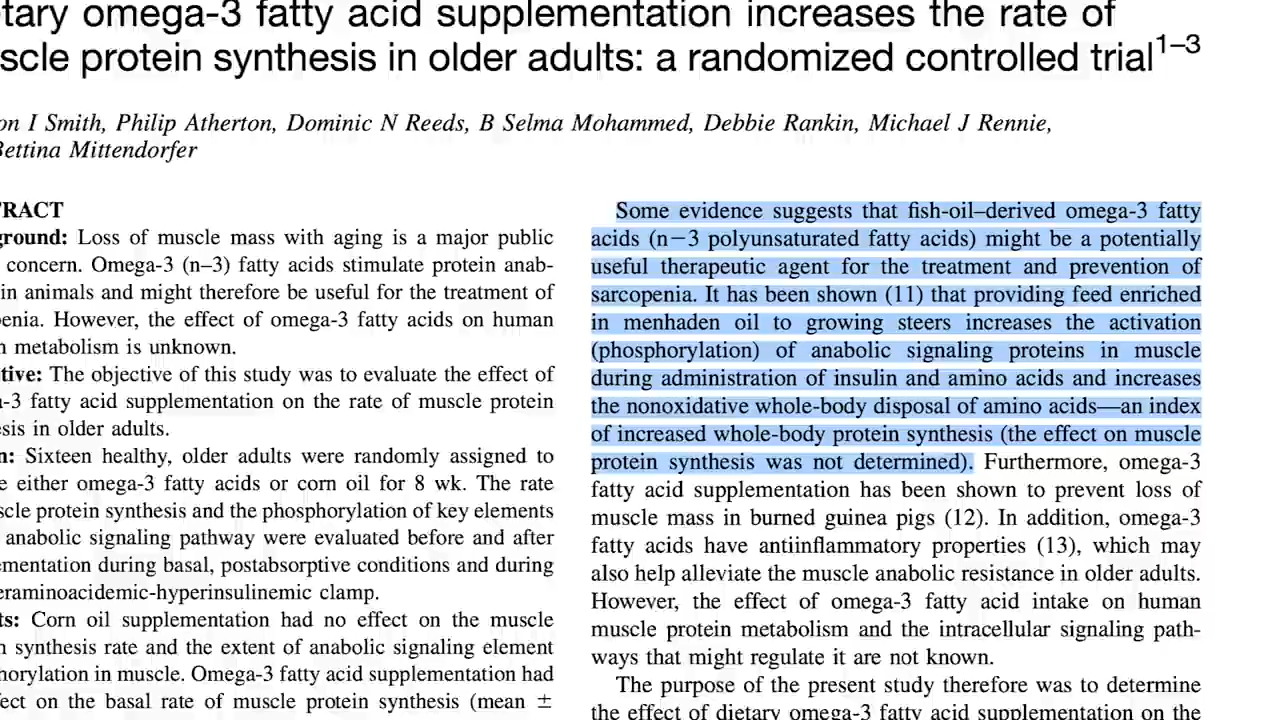 etary omega-3 fatty acid supplementation increases the rate of
scle protein synthesis in older adults: a randomized controlled trial1–3
on I Smith, Philip Atherton, Dominic N Reeds, B Selma Mohammed, Debbie Rankin, Michael J Rennie,
Bettina Mittendorfer
TRACT
ground: Loss of muscle mass with aging is a major public
concern. Omega-3 (n–3) fatty acids stimulate protein anab-
in animals and might therefore be useful for the treatment of
penia. However, the effect of omega-3 fatty acids on human
n metabolism is unknown.
tive: The objective of this study was to evaluate the effect of
a-3 fatty acid supplementation on the rate of muscle protein
esis in older adults.
n: Sixteen healthy, older adults were randomly assigned to
e either omega-3 fatty acids or corn oil for 8 wk. The rate
scle protein synthesis and the phosphorylation of key elements
anabolic signaling pathway were evaluated before and after
ementation during basal, postabsorptive conditions and during
eraminoacidemic-hyperinsulinemic clamp.
ts: Corn oil supplementation had no effect on the muscle
n synthesis rate and the extent of anabolic signaling element
horylation in muscle. Omega-3 fatty acid supplementation had
fect on the basal rate of muscle protein synthesis (mean ±
Some evidence suggests that fish-oil–derived omega-3 fatty
acids (n−3 polyunsaturated fatty acids) might be a potentially
useful therapeutic agent for the treatment and prevention of
sarcopenia. It has been shown (11) that providing feed enriched
in menhaden oil to growing steers increases the activation
(phosphorylation) of anabolic signaling proteins in muscle
during administration of insulin and amino acids and increases
the nonoxidative whole-body disposal of amino acids—an index
of increased whole-body protein synthesis (the effect on muscle
protein synthesis was not determined). Furthermore, omega-3
fatty acid supplementation has been shown to prevent loss of
muscle mass in burned guinea pigs (12). In addition, omega-3
fatty acids have antiinflammatory properties (13), which may
also help alleviate the muscle anabolic resistance in older adults.
However, the effect of omega-3 fatty acid intake on human
muscle protein metabolism and the intracellular signaling path-
ways that might regulate it are not known.
The purpose of the present study therefore was to determine
the effect of dietary omega-3 fatty acid supplementation on the